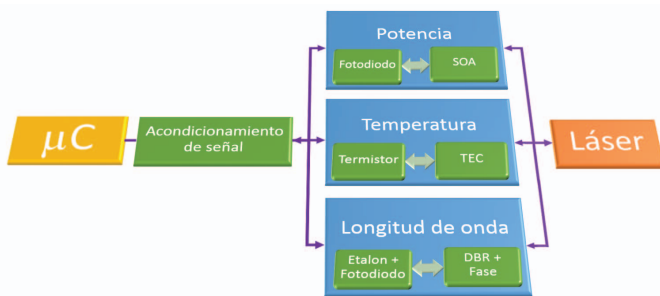 Potencia
Fotodiodo
SOA
μC
Acondicionamiento
de señal
Temperatura
Termistor
TEC
Láser
Longitud de onda
Etalon +
Fotodiodo
DBR +
Fase